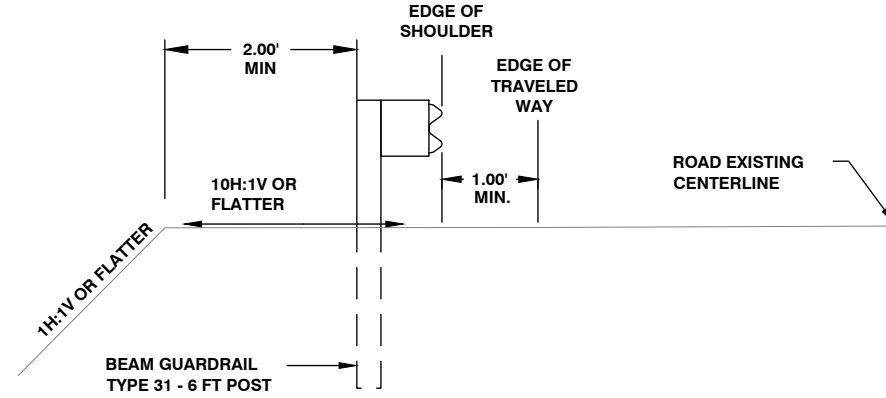 EDGE OF
SHOULDER
2.00'
MIN
EDGE OF
TRAVELED
WAY
ROAD EXISTING
CENTERLINE
10H:1V OR
FLATTER
1.00'
MIN.
1H:1V OR FLATTER
BEAM GUARDRAIL
TYPE 31 - 6 FT POST